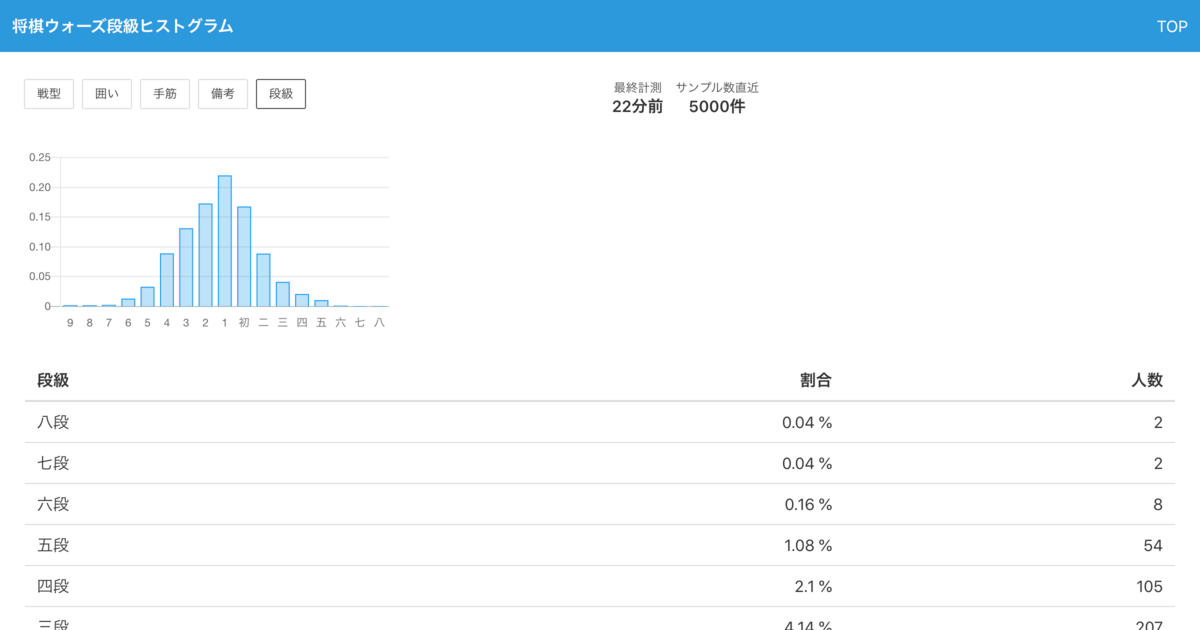 将棋ウォーズ段級ヒストグラム TOP
戦型 囲い 手筋 備考 段級
最終計測 サンプル数直近
22分前 5000件
0.25
0.20
0.15
0.10
0.05
0
9 8 7 6 5 4 3 2 1 初 二 三 四 五 六 七 八
段級 割合 人数
八段 0.04 % 2
七段 0.04 % 2
六段 0.16 % 8
五段 1.08 % 54
四段 2.1 % 105
三段 4.14 % 207